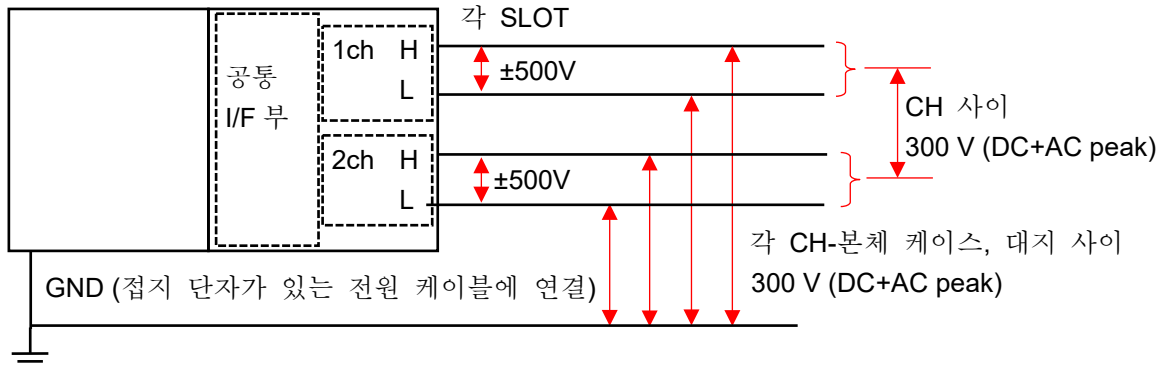 각 SLOT
1ch H
±500V
L
공통
I/F 부
CH 사이
300 V (DC+AC peak)
2ch H
±500V
L
각 CH-본체 케이스, 대지 사이
300 V (DC+AC peak)
GND (접지 단자가 있는 전원 케이블에 연결)